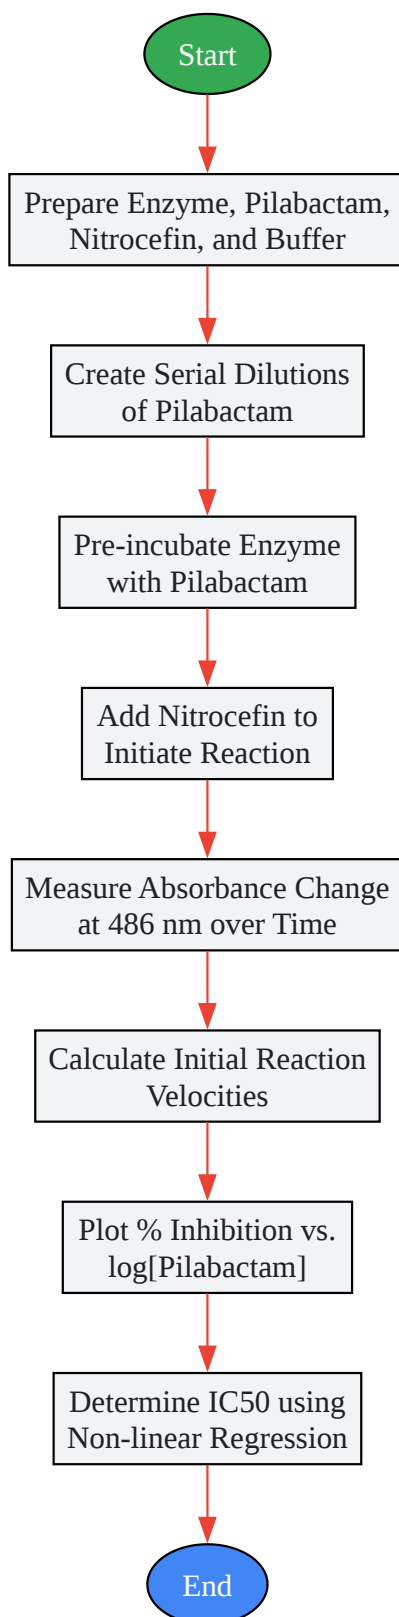 Start
Prepare Enzyme, Pilabactam,
Nitrocefin, and Buffer
Create Serial Dilutions
of Pilabactam
Pre-incubate Enzyme
with Pilabactam
Add Nitrocefin to
Initiate Reaction
Measure Absorbance Change
at 486 nm over Time
Calculate Initial Reaction
Velocities
Plot % Inhibition vs.
log[Pilabactam]
Determine IC50 using
Non-linear Regression
End